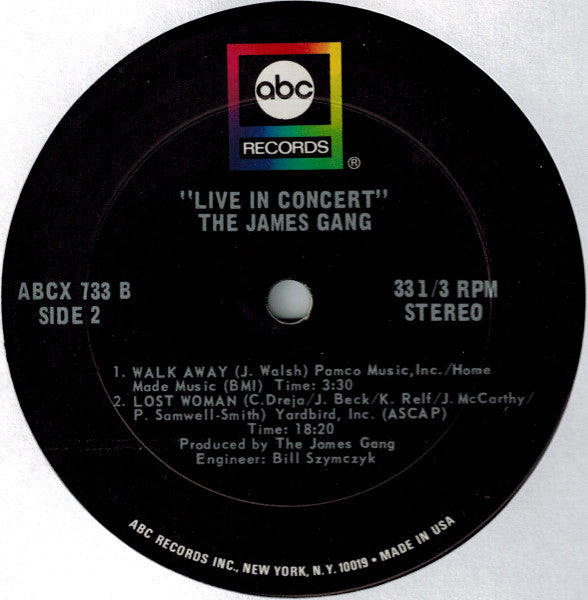 abc
RECORDS
®
"LIVE IN CONCERT"
THE JAMES GANG
ABCX 733 B
SIDE 2
33 1/3 RPM
STEREO
1. WALK AWAY (J. Walsh) Pamco Music, Inc./Home
Made Music (BMI) Time: 3:30
2. LOST WOMAN (C.Dreja/J. Beck/K. Relf/J. McCarthy/
P. Samwell-Smith) Yardbird, Inc. (ASCAP)
Time: 18:20
Produced by The James Gang
Engineer: Bill Szymczyk
ABC RECORDS INC., NEW YORK, N.Y. 10019 • MADE IN USA